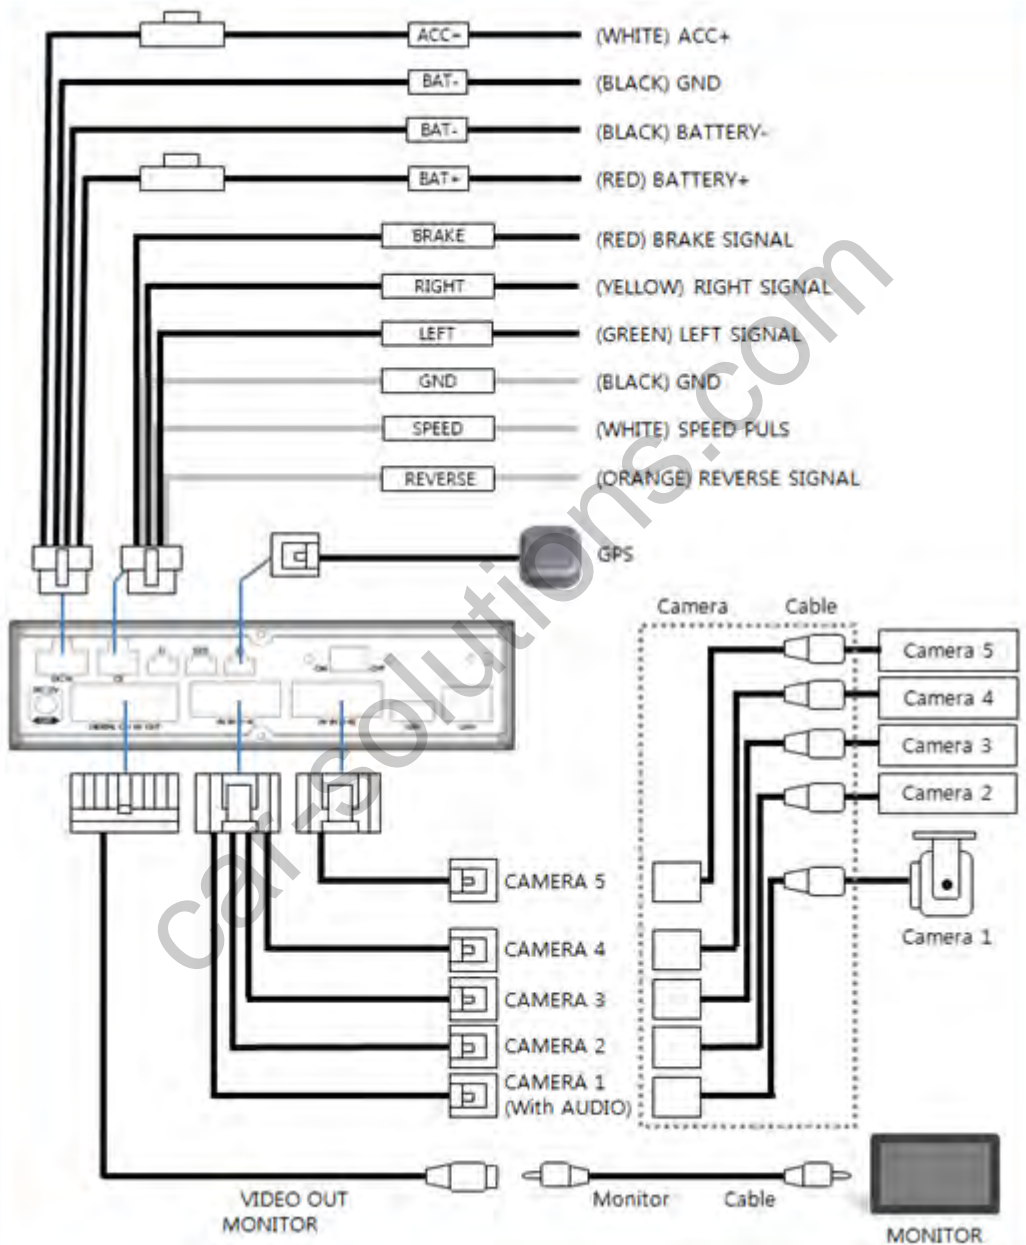 ACC+ (WHITE) ACC+
BAT- (BLACK) GND
BAT- (BLACK) BATTERY-
BAT+ (RED) BATTERY+
BRAKE (RED) BRAKE SIGNAL
RIGHT (YELLOW) RIGHT SIGNAL
LEFT (GREEN) LEFT SIGNAL
GND (BLACK) GND
SPEED (WHITE) SPEED PULS
REVERSE (ORANGE) REVERSE SIGNAL
GPS
Camera Cable
Camera 5
Camera 4
Camera 3
Camera 2
Camera 1
CAMERA 5
CAMERA 4
CAMERA 3
CAMERA 2
CAMERA 1
(With AUDIO)
VIDEO OUT
MONITOR
Monitor Cable
MONITOR
car-solutions.com